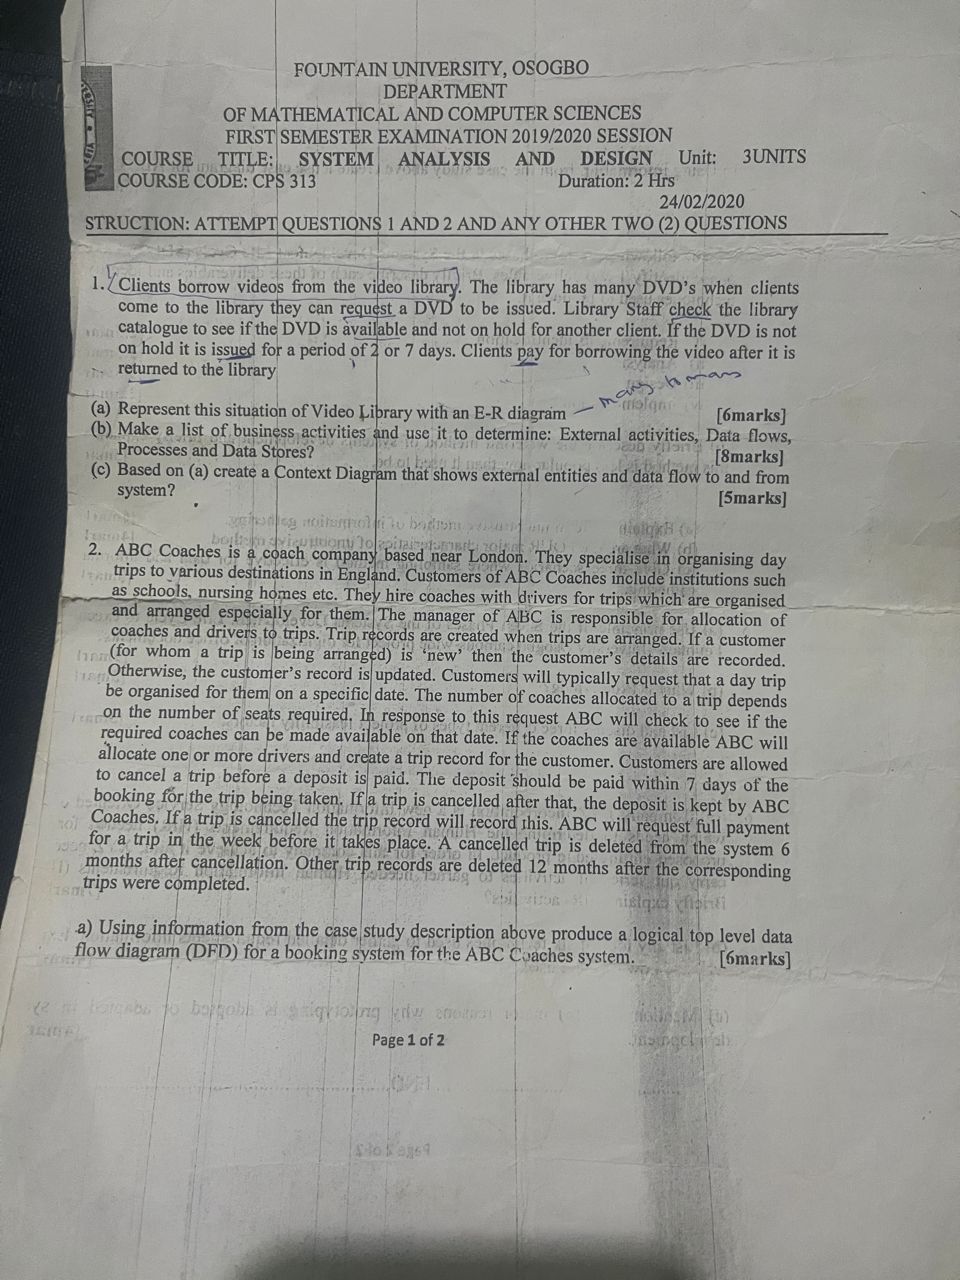 FOUNTAIN UNIVERSITY, OSOGBO
DEPARTMENT
OF MATHEMATICAL AND COMPUTER SCIENCES
FIRST SEMESTER EXAMINATION 2019/2020 SESSION
COURSE TITLE: SYSTEM ANALYSIS AND DESIGN Unit: 3UNITS
COURSE CODE: CPS 313 Duration: 2 Hrs
24/02/2020
STRUCTION: ATTEMPT QUESTIONS 1 AND 2 AND ANY OTHER TWO (2) QUESTIONS
1. Clients borrow videos from the video library. The library has many DVD's when clients
come to the library they can request a DVD to be issued. Library Staff check the library
catalogue to see if the DVD is available and not on hold for another client. If the DVD is not
on hold it is issued for a period of 2 or 7 days. Clients pay for borrowing the video after it is
returned to the library
many to many
(a) Represent this situation of Video Library with an E-R diagram [6marks]
(b) Make a list of business activities and use it to determine: External activities, Data flows,
Processes and Data Stores? [8marks]
(c) Based on (a) create a Context Diagram that shows external entities and data flow to and from
system? [5marks]
2. ABC Coaches is a coach company based near London. They specialise in organising day
trips to various destinations in England. Customers of ABC Coaches include institutions such
as schools, nursing homes etc. They hire coaches with drivers for trips which are organised
and arranged especially for them. The manager of ABC is responsible for allocation of
coaches and drivers to trips. Trip records are created when trips are arranged. If a customer
(for whom a trip is being arranged) is 'new' then the customer's details are recorded.
Otherwise, the customer's record is updated. Customers will typically request that a day trip
be organised for them on a specific date. The number of coaches allocated to a trip depends
on the number of seats required. In response to this request ABC will check to see if the
required coaches can be made available on that date. If the coaches are available ABC will
allocate one or more drivers and create a trip record for the customer. Customers are allowed
to cancel a trip before a deposit is paid. The deposit should be paid within 7 days of the
booking for the trip being taken. If a trip is cancelled after that, the deposit is kept by ABC
Coaches. If a trip is cancelled the trip record will record this. ABC will request full payment
for a trip in the week before it takes place. A cancelled trip is deleted from the system 6
months after cancellation. Other trip records are deleted 12 months after the corresponding
trips were completed.
a) Using information from the case study description above produce a logical top level data
flow diagram (DFD) for a booking system for the ABC Coaches system. [6marks]
Page 1 of 2